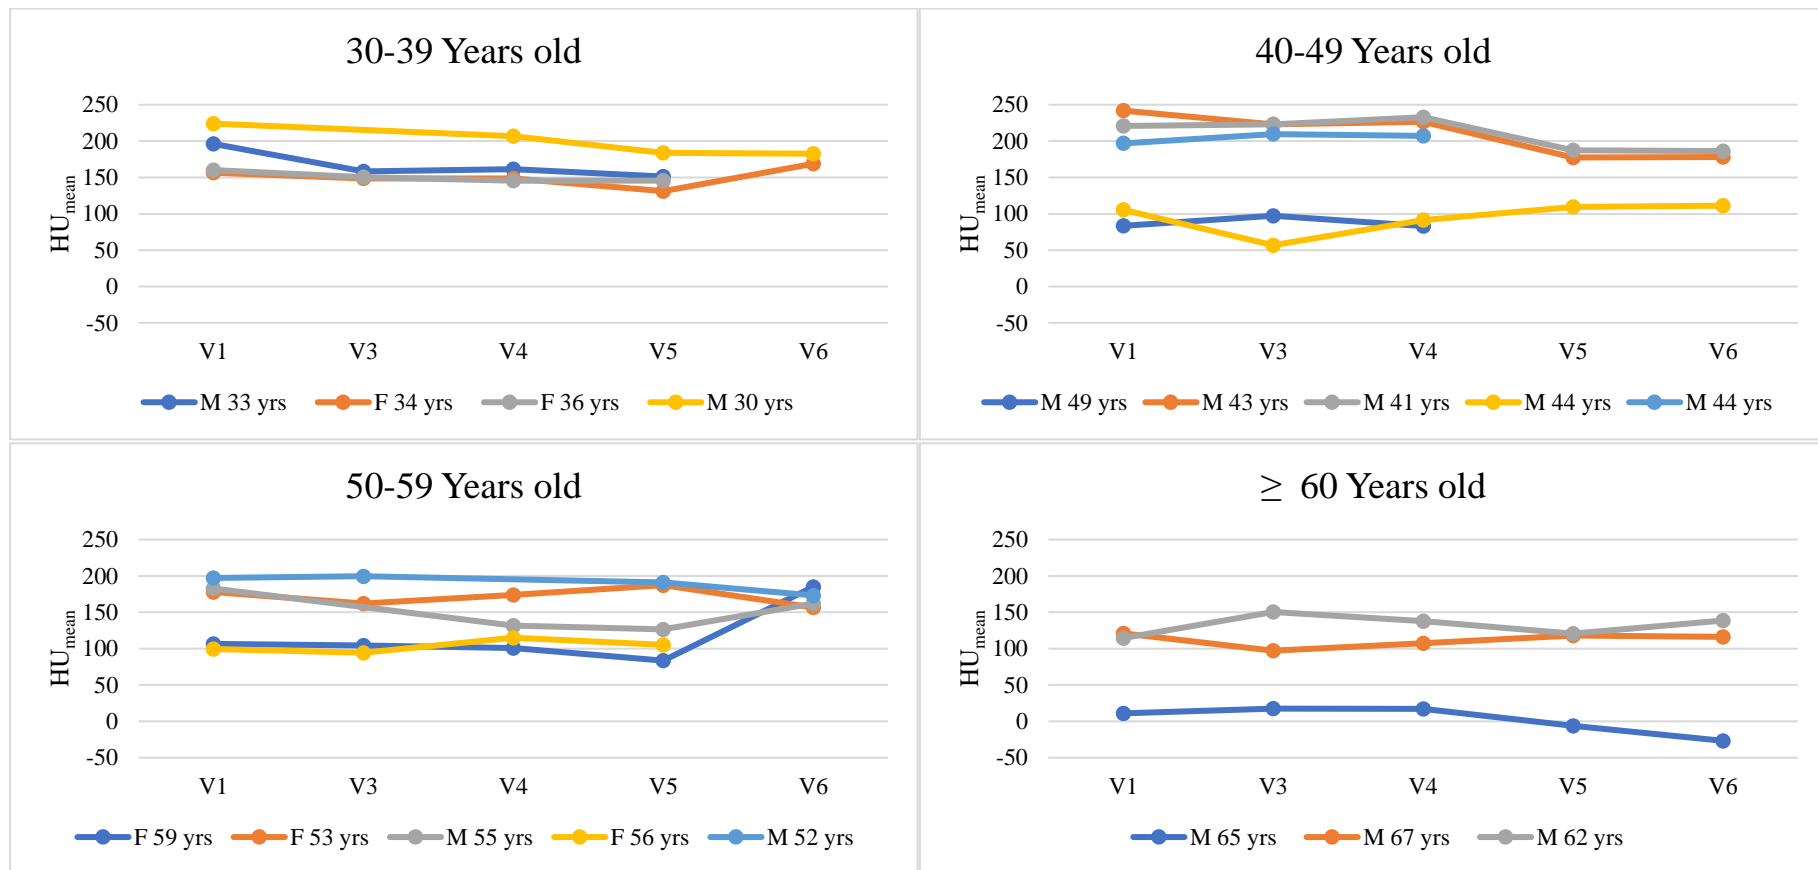 30-39 Years old
HUmean
250
200
150
100
50
0
-50
V1 V3 V4 V5 V6
M 33 yrs F 34 yrs F 36 yrs M 30 yrs
40-49 Years old
HUmean
250
200
150
100
50
0
-50
V1 V3 V4 V5 V6
M 49 yrs M 43 yrs M 41 yrs M 44 yrs M 44 yrs
50-59 Years old
HUmean
250
200
150
100
50
0
-50
V1 V3 V4 V5 V6
F 59 yrs F 53 yrs M 55 yrs F 56 yrs M 52 yrs
≥ 60 Years old
HUmean
250
200
150
100
50
0
-50
V1 V3 V4 V5 V6
M 65 yrs M 67 yrs M 62 yrs